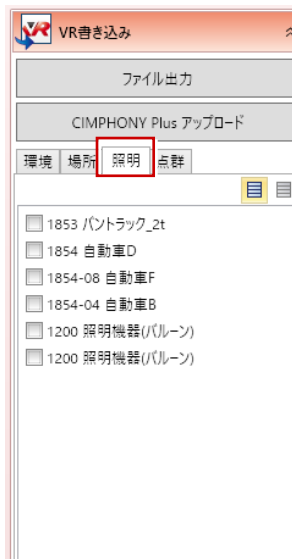 VR VR書き込み
ファイル出力
CIMPHONY Plus アップロード
環境 場所 照明 点群
1853 バントラック_2t
1854 自動車D
1854-08 自動車F
1854-04 自動車B
1200 照明機器(バルーン)
1200 照明機器(バルーン)